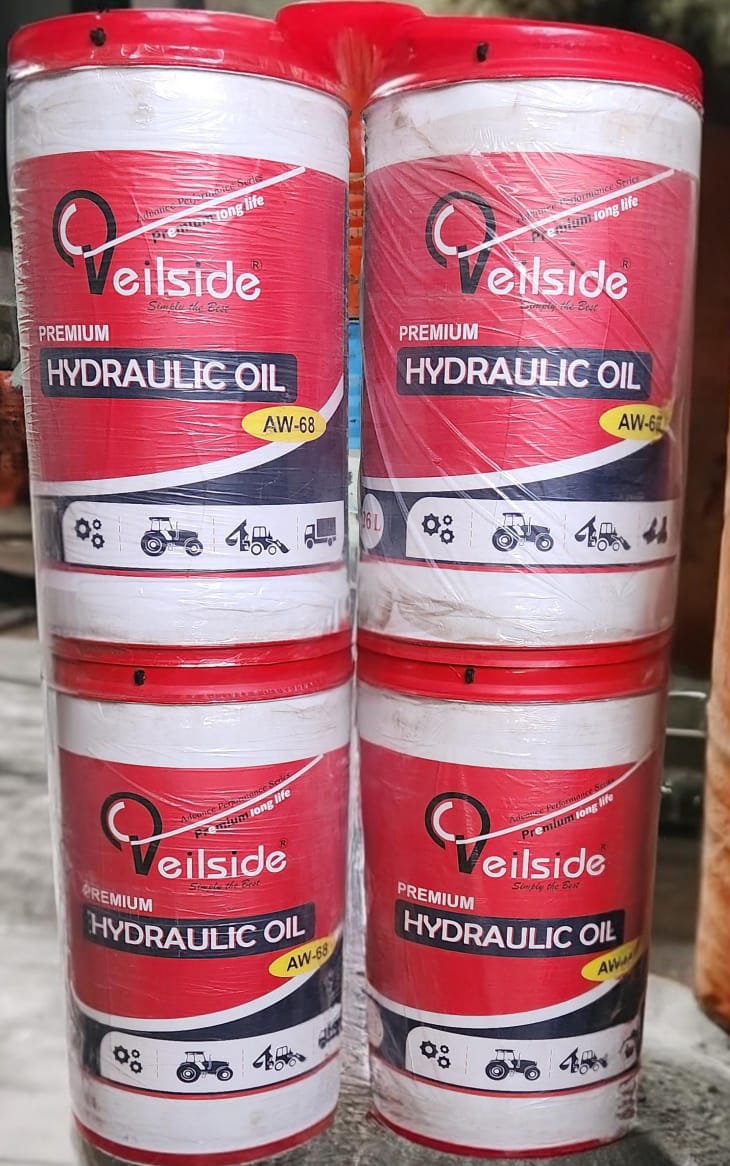 Advance Performance Series
Premium long life
Veilside ®
Simply the Best
PREMIUM
HYDRAULIC OIL
AW-68
Advance Performance Series
Premium long life
Veilside ®
Simply the Best
PREMIUM
HYDRAULIC OIL
AW-68
26 L
Advance Performance Series
Premium long life
Veilside ®
Simply the Best
PREMIUM
HYDRAULIC OIL
AW-68
Advance Performance Series
Premium long life
Veilside ®
Simply the Best
PREMIUM
HYDRAULIC OIL